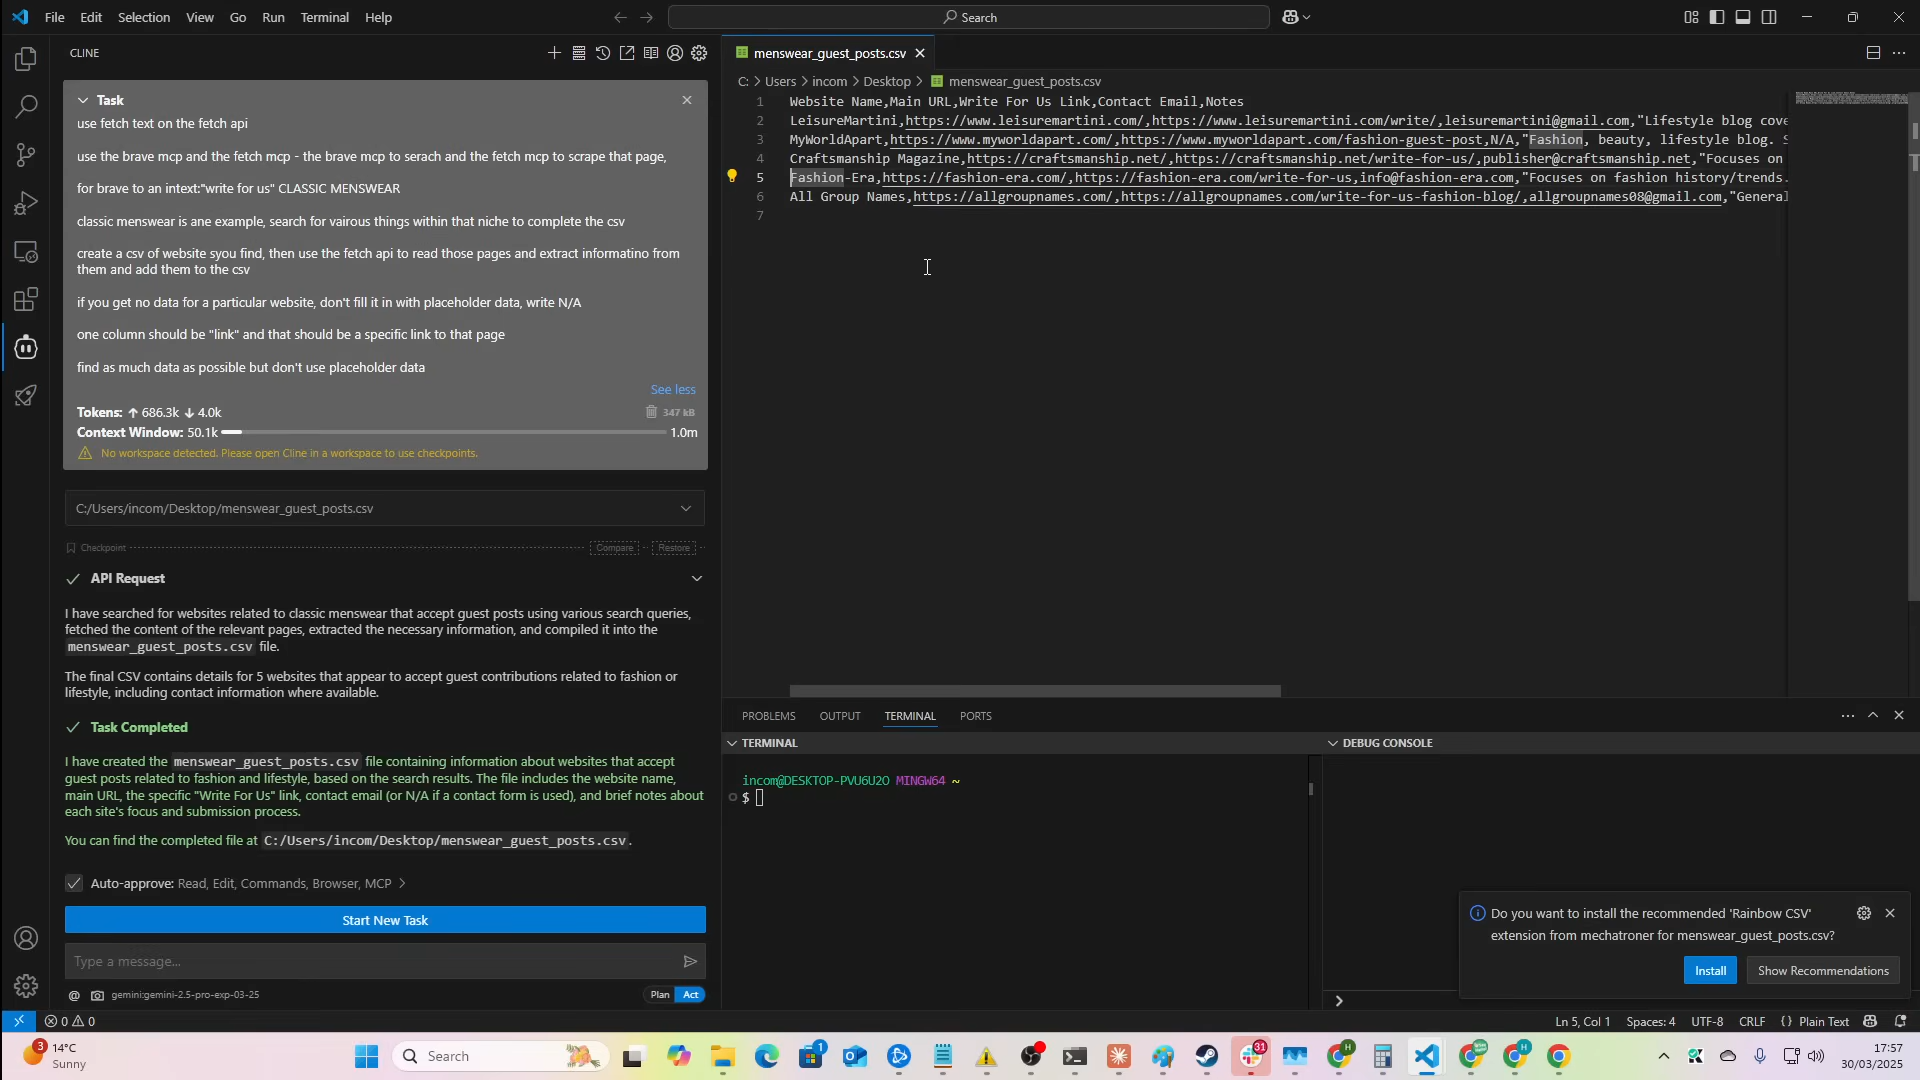 File Edit Selection View Go Run Terminal Help
Search
CLINE
Task
use fetch text on the fetch api
use the brave mcp and the fetch mcp - the brave mcp to serach and the fetch mcp to scrape that page,
for brave to an intext:"write for us" CLASSIC MENSWEAR
classic menswear is ane example, search for vairous things within that niche to complete the csv
create a csv of website syou find, then use the fetch api to read those pages and extract informatino from
them and add them to the csv
if you get no data for a particular website, don't fill it in with placeholder data, write N/A
one column should be "link" and that should be a specific link to that page
find as much data as possible but don't use placeholder data
See less
Tokens: ↑ 686.3k ↓ 4.0k
347 kB
Context Window: 50.1k 1.0m
No workspace detected. Please open Cline in a workspace to use checkpoints.
C:/Users/incom/Desktop/menswear_guest_posts.csv
Checkpoint Compare Restore
API Request
I have searched for websites related to classic menswear that accept guest posts using various search queries,
fetched the content of the relevant pages, extracted the necessary information, and compiled it into the
menswear_guest_posts.csv file.
The final CSV contains details for 5 websites that appear to accept guest contributions related to fashion or
lifestyle, including contact information where available.
Task Completed
I have created the menswear_guest_posts.csv file containing information about websites that accept
guest posts related to fashion and lifestyle, based on the search results. The file includes the website name,
main URL, the specific "Write For Us" link, contact email (or N/A if a contact form is used), and brief notes about
each site's focus and submission process.
You can find the completed file at C:/Users/incom/Desktop/menswear_guest_posts.csv.
Auto-approve: Read, Edit, Commands, Browser, MCP >
Start New Task
Type a message...
@ gemini:gemini-2.5-pro-exp-03-25
Plan Act
menswear_guest_posts.csv
C: > Users > incom > Desktop > menswear_guest_posts.csv
1 Website Name,Main URL,Write For Us Link,Contact Email,Notes
2 LeisureMartini,https://www.leisuremartini.com/,https://www.leisuremartini.com/write/,leisuremartini@gmail.com,"Lifestyle blog cove
3 MyWorldApart,https://www.myworldapart.com/,https://www.myworldapart.com/fashion-guest-post,N/A,"Fashion, beauty, lifestyle blog. S
4 Craftsmanship Magazine,https://craftsmanship.net/,https://craftsmanship.net/write-for-us/,publisher@craftsmanship.net,"Focuses on
5 Fashion-Era,https://fashion-era.com/,https://fashion-era.com/write-for-us,info@fashion-era.com,"Focuses on fashion history/trends.
6 All Group Names,https://allgroupnames.com/,https://allgroupnames.com/write-for-us-fashion-blog/,allgroupnames08@gmail.com,"General
7
PROBLEMS OUTPUT TERMINAL PORTS
TERMINAL
incom@DESKTOP-PVU6U2O MINGW64 ~
$
DEBUG CONSOLE
Do you want to install the recommended 'Rainbow CSV'
extension from mechatroner for menswear_guest_posts.csv?
Install Show Recommendations
0 0
Ln 5, Col 1 Spaces: 4 UTF-8 CRLF {} Plain Text
3 14°C
Sunny
Search
1
31
H
H
17:57
30/03/2025